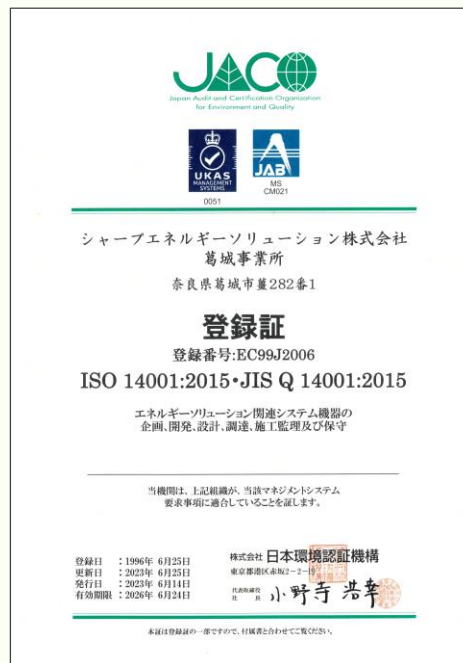 JACO
Japan Audit and Certification Organization
for Environment and Quality
UKAS
MANAGEMENT
SYSTEMS
0051
JAB
MS
CM021
シャープエネルギーソリューション株式会社
葛城事業所
奈良県葛城市薑282番1
登録証
登録番号:EC99J2006
ISO 14001:2015・JIS Q 14001:2015
エネルギーソリューション関連システム機器の
企画、開発、設計、調達、施工監理及び保守
当機関は、上記組織が、当該マネジメントシステム
要求事項に適合していることを証します。
登録日 :1996年 6月25日
更新日 :2023年 6月25日
発行日 :2023年 6月14日
有効期限 :2026年 6月24日
株式会社 日本環境認証機構
東京都港区赤坂2-2-19
代表取締役
社 長 小野寺 浩幸
本証は登録証の一部ですので、付属書と合わせてご覧ください。